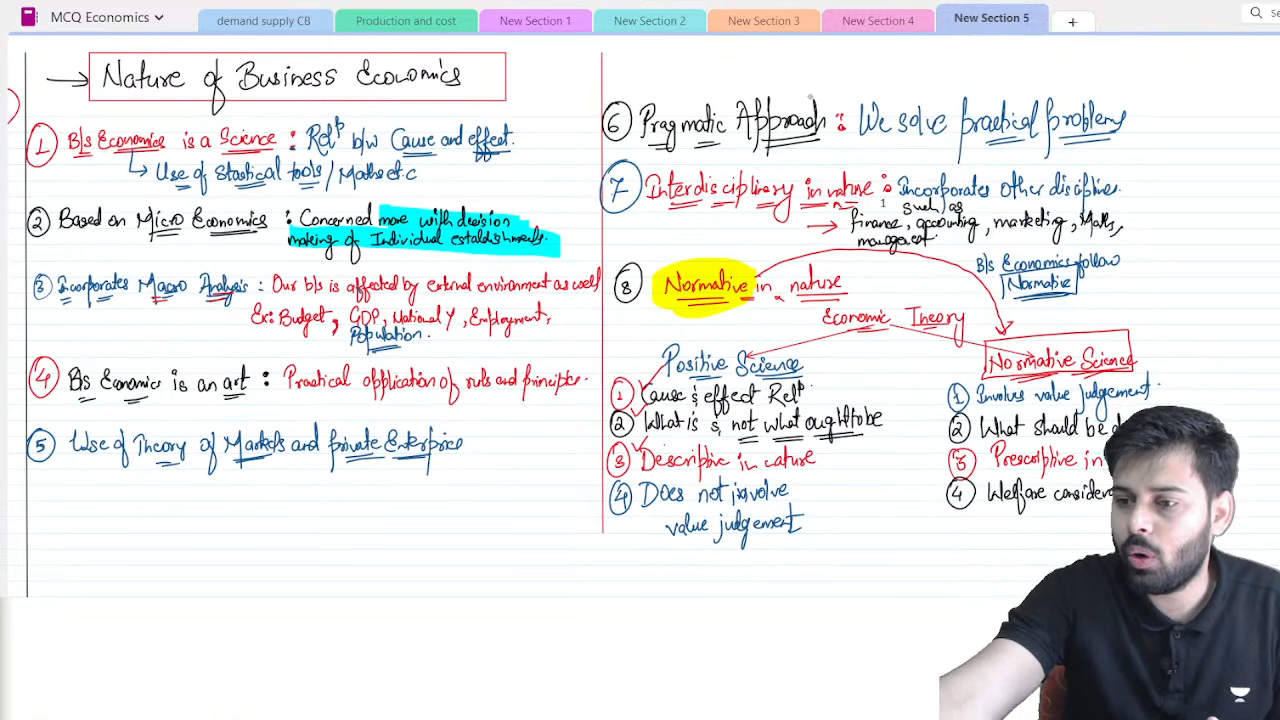 MCQ Economics
demand supply CB
Production and cost
New Section 1
New Section 2
New Section 3
New Section 4
New Section 5
+
→ Nature of Business Economics
① B/s Economics is a Science : Relⁿ b/w Cause and effect.
↳ Use of Stastical tools / Maths etc
② Based on Micro Economics : Concerned more with decision
making of Individual establishments.
③ Incorporates Macro Analysis : Our b/s is affected by external environment as well
Ex: Budget, GDP, National Y, Employment,
Population.
④ B/s Economics is an art : Practical application of ruls and principles.
⑤ Use of Theory of Markets and private Enterprise
⑥ Pragmatic Approach : We solve practical problems
⑦ Interdisciplinary in nature : Incorporates other disciplines.
such as
→ finance, accounting, marketing, Maths,
management.
B/s Economics follow
Normative
⑧ Normative in nature
Economic Theory
Positive Science
① Cause & effect Relⁿ
② What is & not what ought to be
③ Descriptive in nature
④ Does not involve
value judgement
Normative Science
① Involves value judgement
② What should be
③ Prescriptive in
④ Welfare